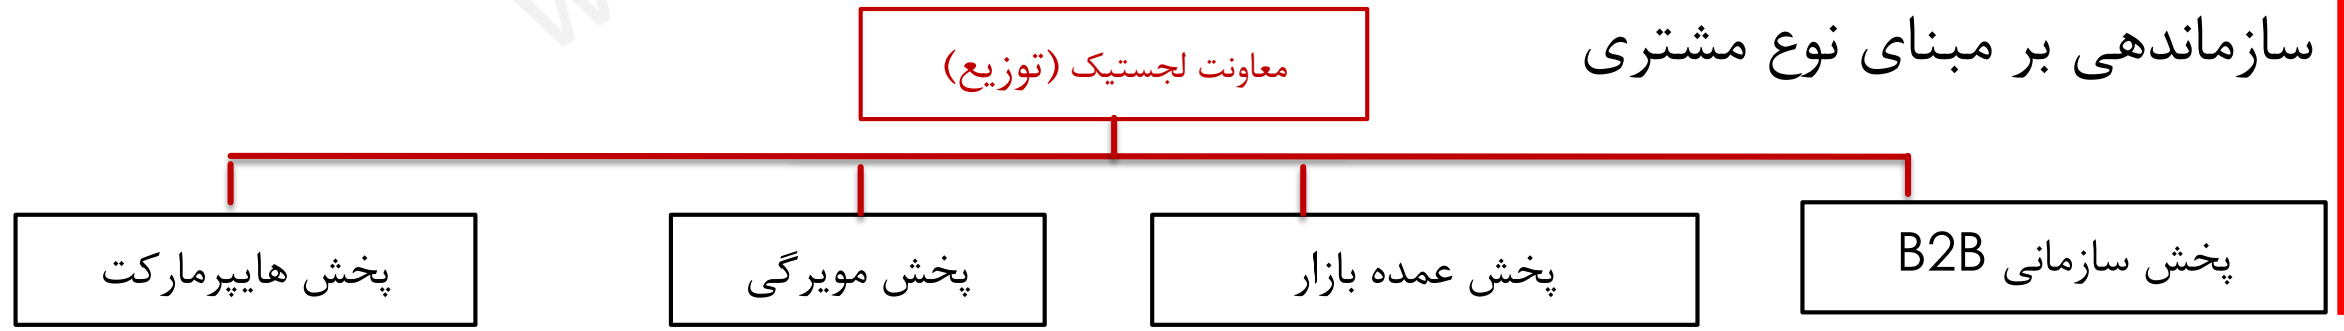 سازماندهی بر مبنای نوع مشتری
معاونت لجستیک (توزیع)
پخش سازمانی B2B
پخش عمده بازار
پخش مویرگی
پخش هایپرمارکت